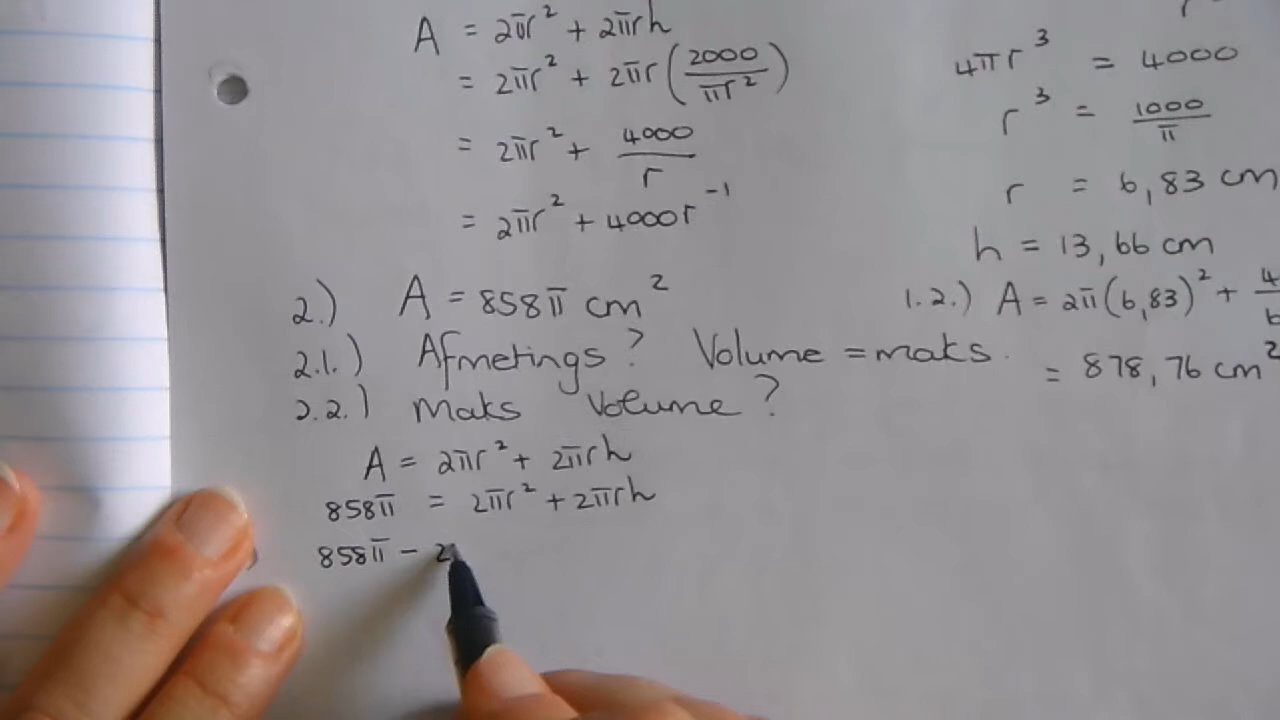 A = 2πr² + 2πrh
= 2πr² + 2πr(2000/πr²)
= 2πr² + 4000/r
= 2πr² + 4000r⁻¹
2.) A = 858π cm²
2.1.) Afmetings? Volume = maks.
2.2.) Maks Volume?
A = 2πr² + 2πrh
858π = 2πr² + 2πrh
858π - 2
4πr³ = 4000
r³ = 1000/π
r = 6,83 cm
h = 13,66 cm
1.2.) A = 2π(6,83)² + 4
= 878,76 cm²